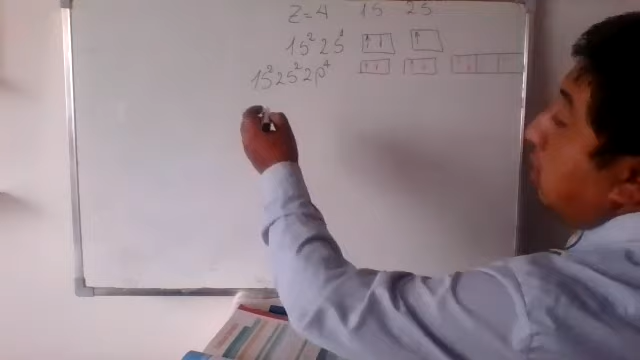 Z=4 1S 2S
1S² 2S¹ ↑↓ ↑
1S² 2S² 2p⁴ ↑↓ ↑↓ ↑↓